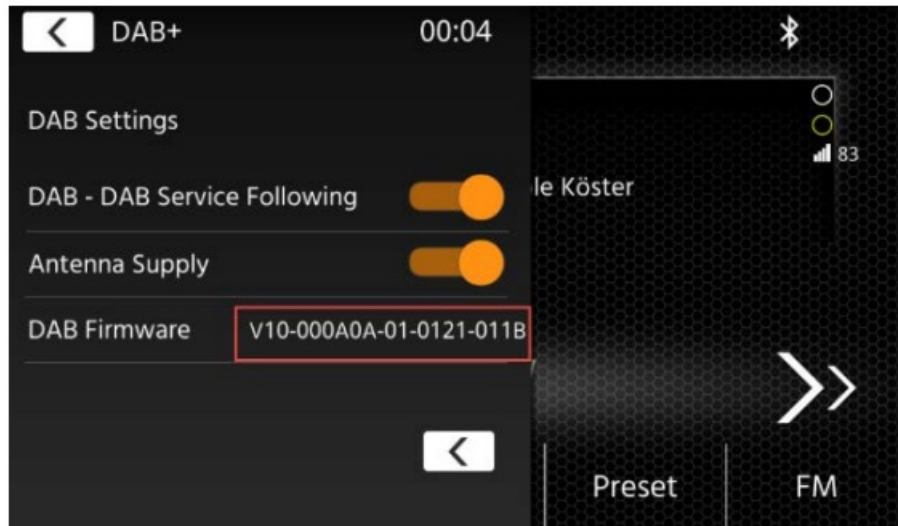 DAB+ 00:04
83
DAB Settings
DAB - DAB Service Following
le Köster
Antenna Supply
DAB Firmware V10-000A0A-01-0121-011B
Preset FM